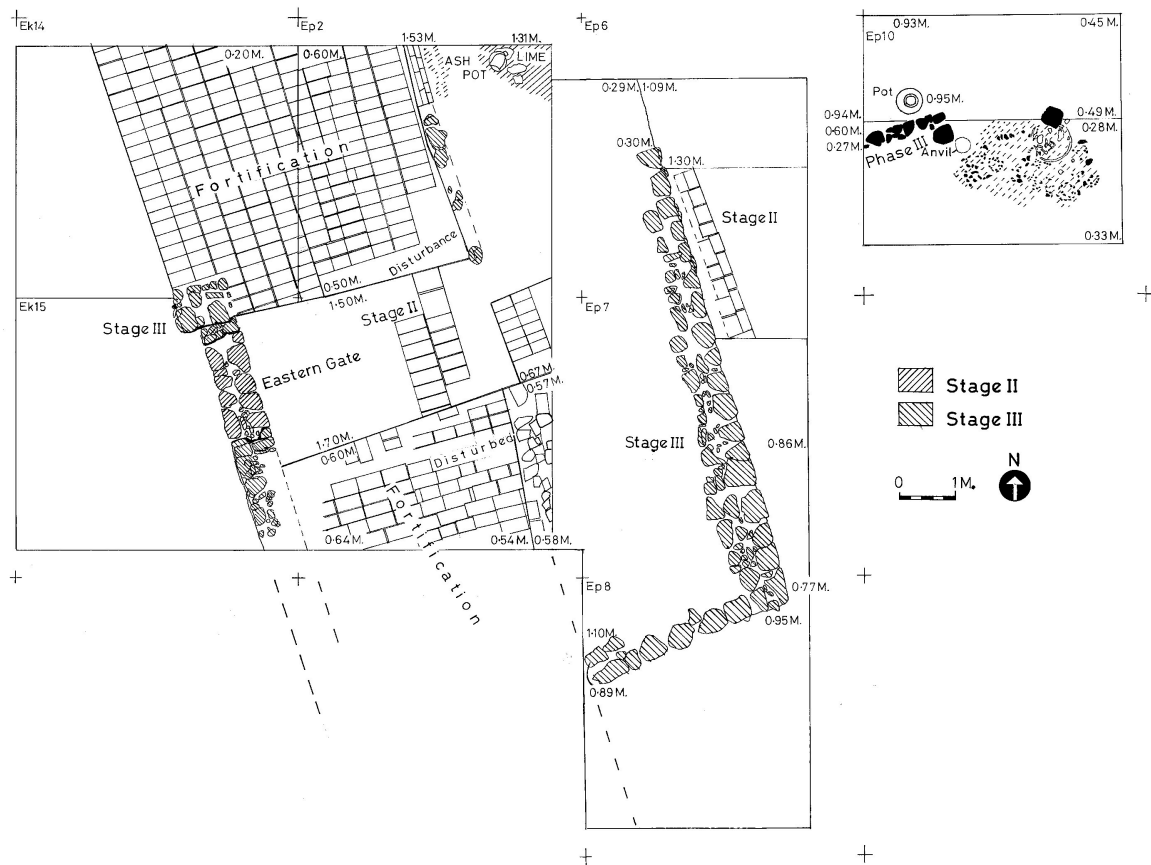 Ek14
Ep2
Ep6
Ep10
0·93M.
0·45M.
0·20M.
0·60M.
1·53M.
1·31M.
ASH
POT
LIME
0·29M.
1·09M.
Pot
0·95M.
0·94M.
0·60M.
0·27M.
Phase III
Anvil
0·49M.
0·28M.
0·33M.
Fortification
0·30M.
1·30M.
Stage II
Disturbance
Ek15
0·50M.
1·50M.
Stage II
Ep7
Stage III
Eastern Gate
0·67M.
0·57M.
1·70M.
0·60M.
Disturbed
Fortification
0·64M.
0·54M.
0·58M.
Stage III
0·86M.
Stage II
Stage III
0 1M.
N
Ep8
0·77M.
0·95M.
1·10M.
0·89M.